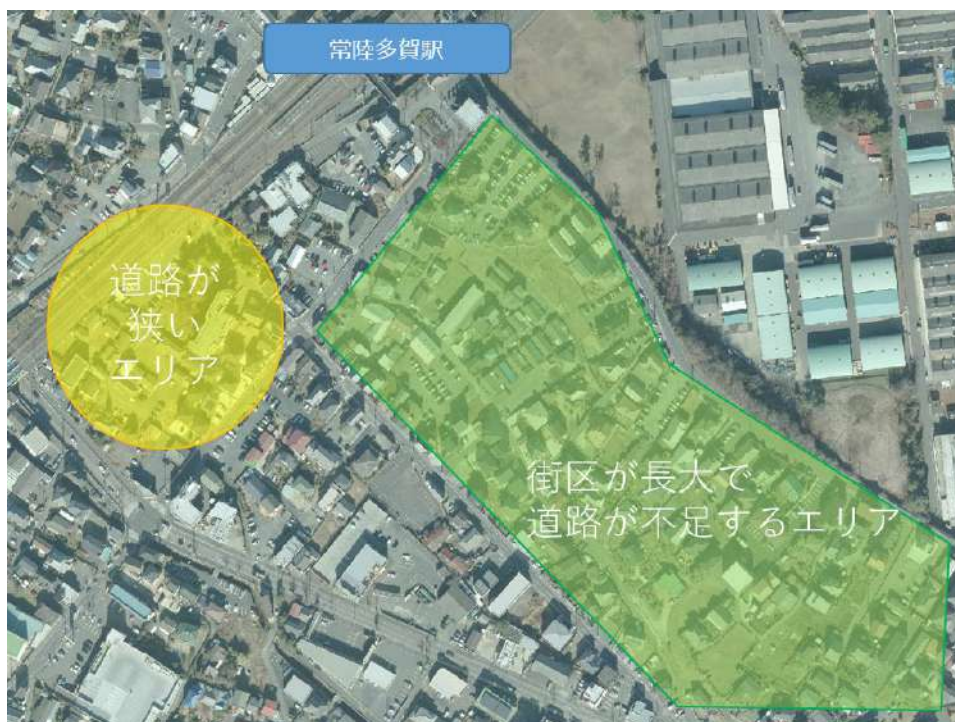 常陸多賀駅
道路が
狭い
エリア
街区が長大で
道路が不足するエリア